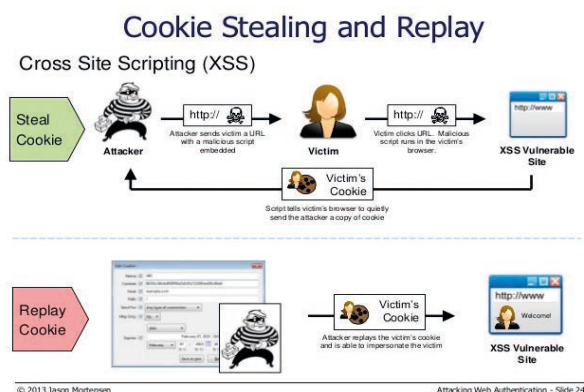 Cookie Stealing and Replay
Cross Site Scripting (XSS)
Steal
Cookie
Attacker
http://
Attacker sends victim a URL
with a malicious script
embedded
Victim
http://
Victim clicks URL. Malicious
script runs in the victim's
browser.
http://www
XSS Vulnerable
Site
Victim's
Cookie
Script tells victim's browser to quietly
send the attacker a copy of cookie
Replay
Cookie
Victim's
Cookie
Attacker replays the victim's cookie
and is able to impersonate the victim
http://www
Welcome!
XSS Vulnerable
Site
© 2013 Jason Mortensen
Attacking Web Authentication - Slide 24